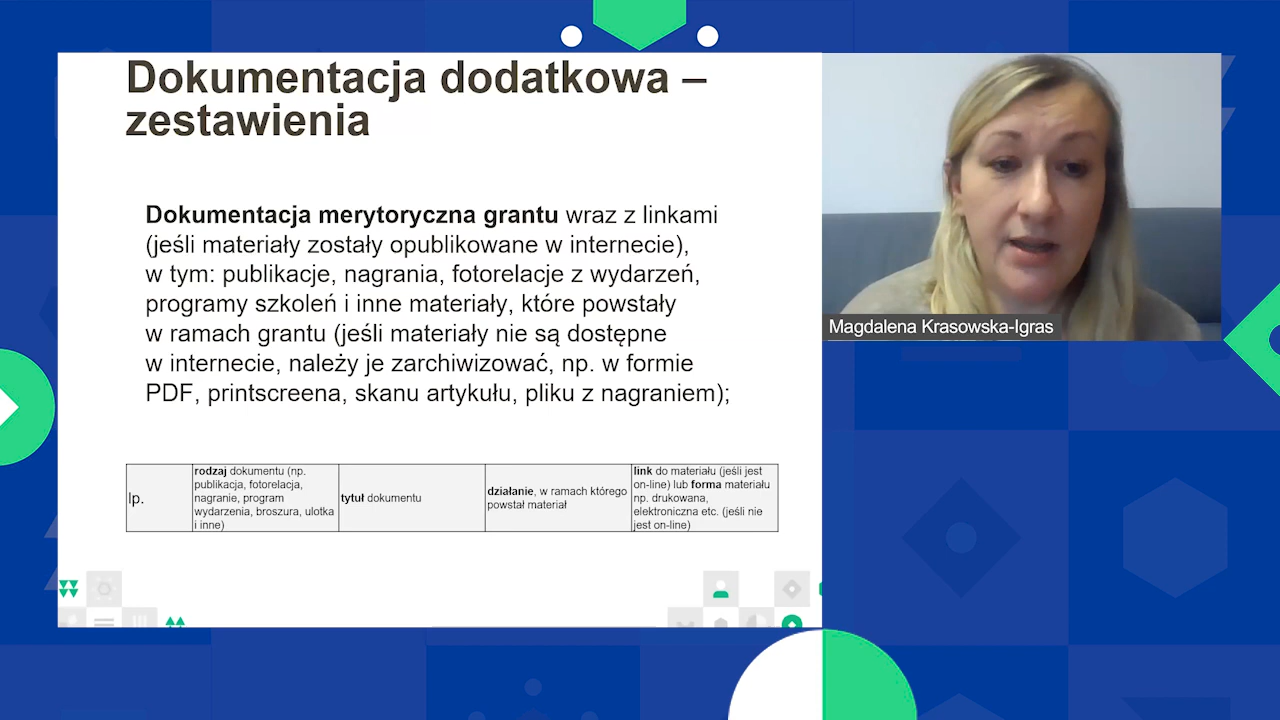 Dokumentacja dodatkowa –
zestawienia
Dokumentacja merytoryczna grantu wraz z linkami
(jeśli materiały zostały opublikowane w internecie),
w tym: publikacje, nagrania, fotorelacje z wydarzeń,
programy szkoleń i inne materiały, które powstały
w ramach grantu (jeśli materiały nie są dostępne
w internecie, należy je zarchiwizować, np. w formie
PDF, printscreena, skanu artykułu, pliku z nagraniem);
lp.
rodzaj dokumentu (np.
publikacja, fotorelacja,
nagranie, program
wydarzenia, broszura, ulotka
i inne)
tytuł dokumentu
działanie, w ramach którego
powstał materiał
link do materiału (jeśli jest
on-line) lub forma materiału
np. drukowana,
elektroniczna etc. (jeśli nie
jest on-line)
Magdalena Krasowska-Igras